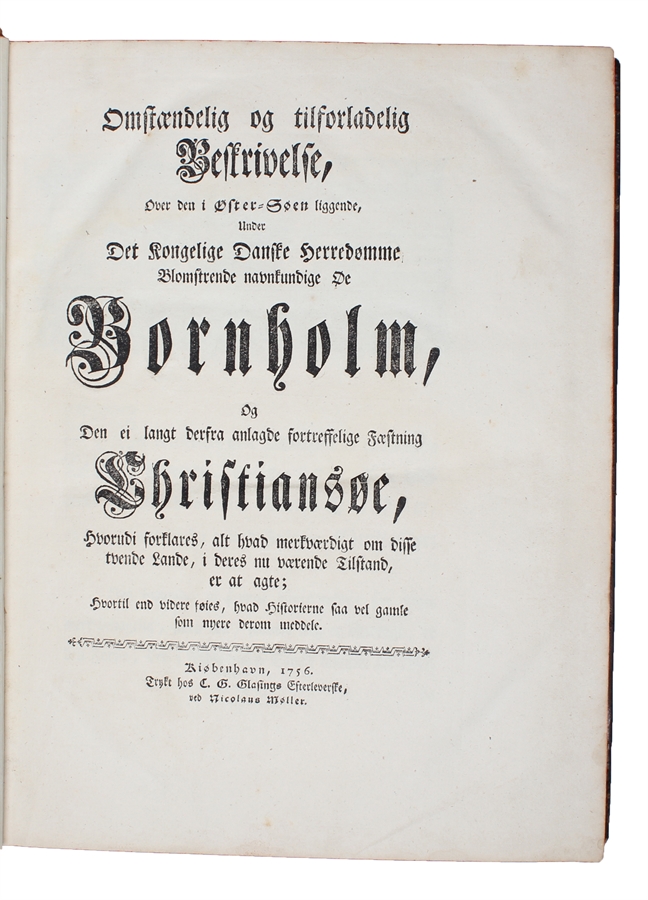 Omstændelig og tilforladelig
Beskrivelse,
Over den i Øster-Søen liggende,
Under
Det Kongelige Danske Herredømme
Blomstrende navnkundige Øe
Bornholm,
Og
Den ei langt derfra anlagde fortreffelige Fæstning
Christiansøe,
Hvorudi forklares, alt hvad merkværdigt om disse
tvende Lande, i deres nu værende Tilstand,
er at agte;
Hvortil end videre føies, hvad Historierne saa vel gamle
som nyere derom meddele.
Kiøbenhavn, 1756.
Trykt hos C. G. Glasings Efterleverske,
ved Nicolaus Møller.